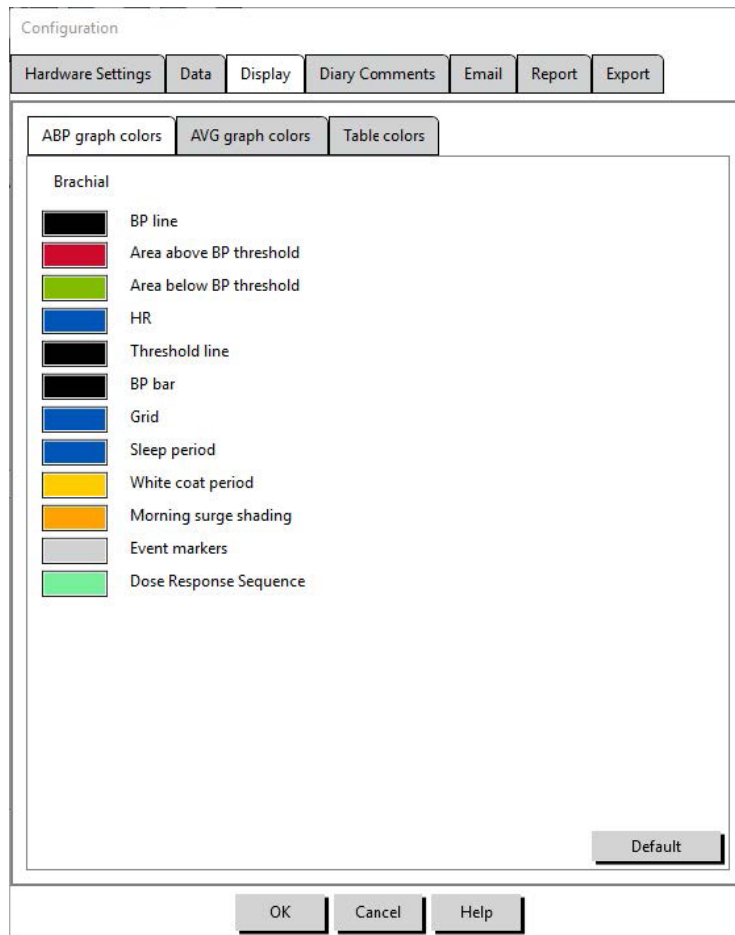 Configuration
Hardware Settings Data Display Diary Comments Email Report Export
ABP graph colors AVG graph colors Table colors
Brachial
BP line
Area above BP threshold
Area below BP threshold
HR
Threshold line
BP bar
Grid
Sleep period
White coat period
Morning surge shading
Event markers
Dose Response Sequence
Default
OK Cancel Help